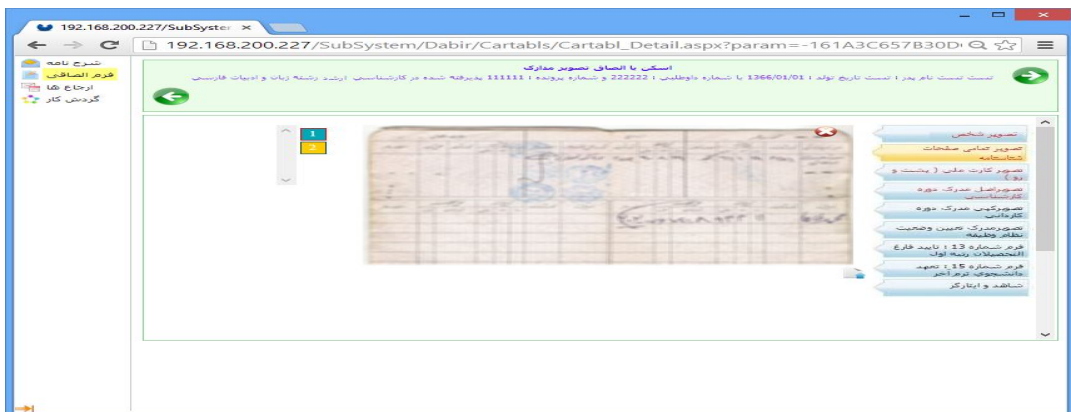 192.168.200.227/SubSyster
192.168.200.227/SubSystem/Dabir/Cartabls/Cartabl_Detail.aspx?param=-161A3C657B30D
شرح نامه
فرم الصاقی
ارجاع ها
گردش کار
اسکن یا الصاق تصویر مدارک
تست تست نام پدر : تست تاریخ تولد : 1366/01/01 با شماره داوطلبی : 222222 و شماره پرونده : 111111 پذیرفته شده در کارشناسی ارشد رشته زبان و ادبیات فارسی
1
2
تصویر شخص
تصویر تمامی صفحات
شناسنامه
تصویر کارت ملی ( پشت و
رو )
تصویراصل مدرک دوره
کارشناسی
تصویرکپی مدرک دوره
کاردانی
تصویرمدرک تعیین وضعیت
نظام وظیفه
فرم شماره 13 : تایید فارغ
التحصیلان رتبه اول
فرم شماره 15 : تعهد
دانشجوی ترم آخر
شاهد و ایثارگر